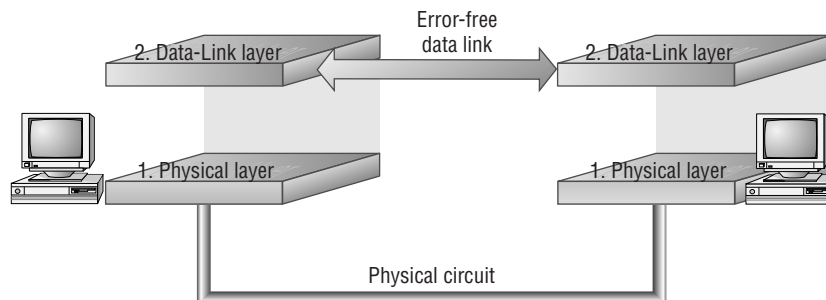 Error-free
data link
2. Data-Link layer
2. Data-Link layer
1. Physical layer
1. Physical layer
Physical circuit